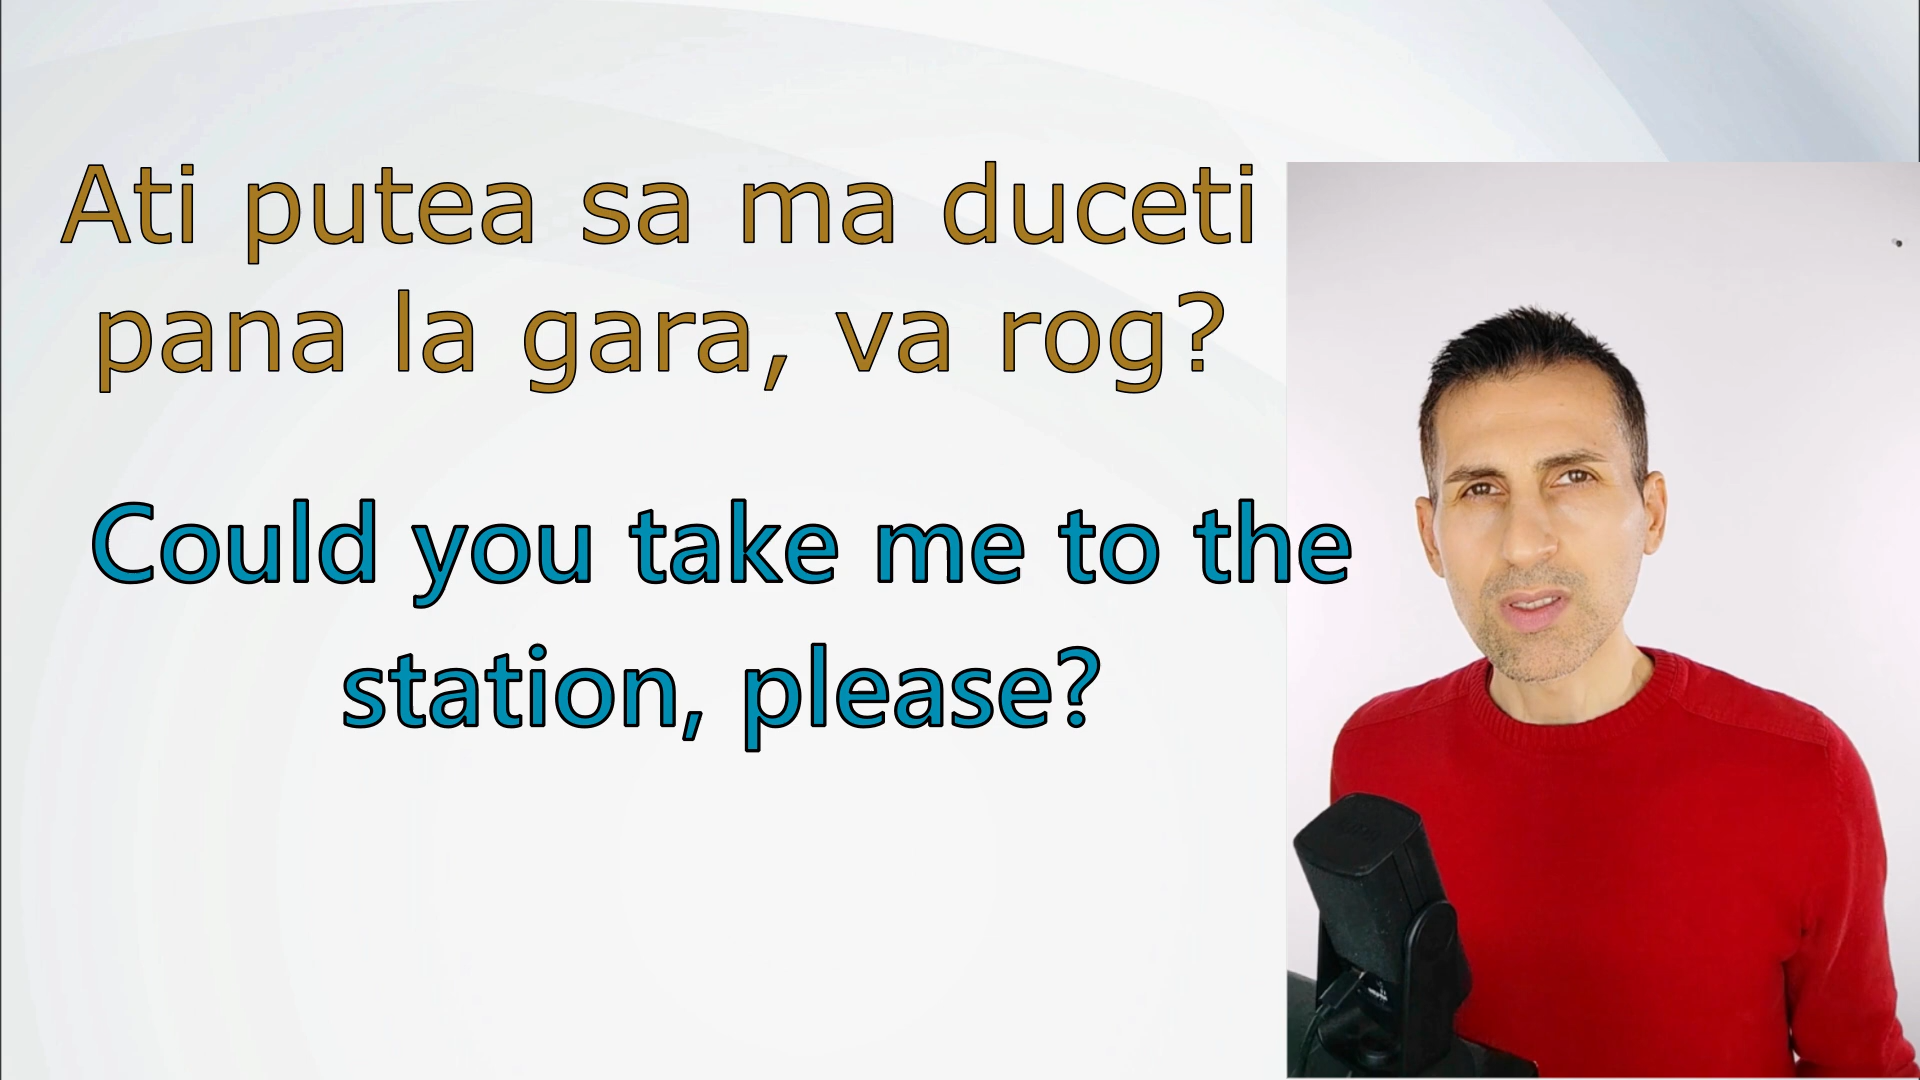 Ati putea sa ma duceti
pana la gara, va rog?
Could you take me to the
station, please?